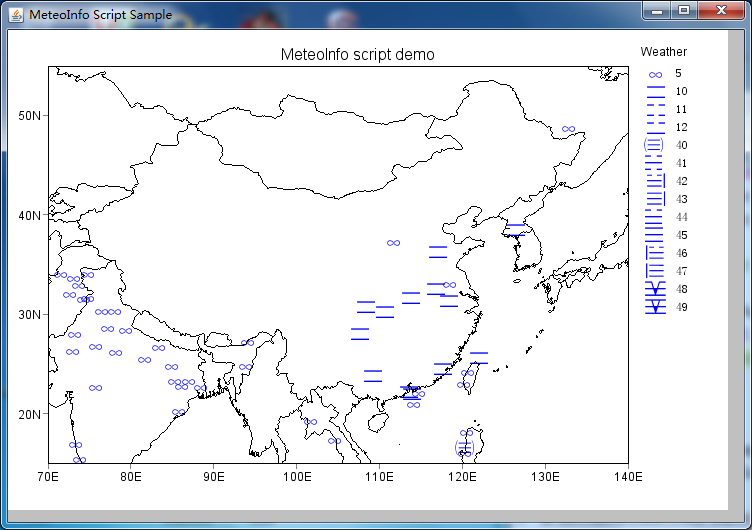 MeteoInfo Script Sample
MeteoInfo script demo
Weather
5
10
11
12
40
41
42
43
44
45
46
47
48
49
50N
40N
30N
20N
70E 80E 90E 100E 110E 120E 130E 140E